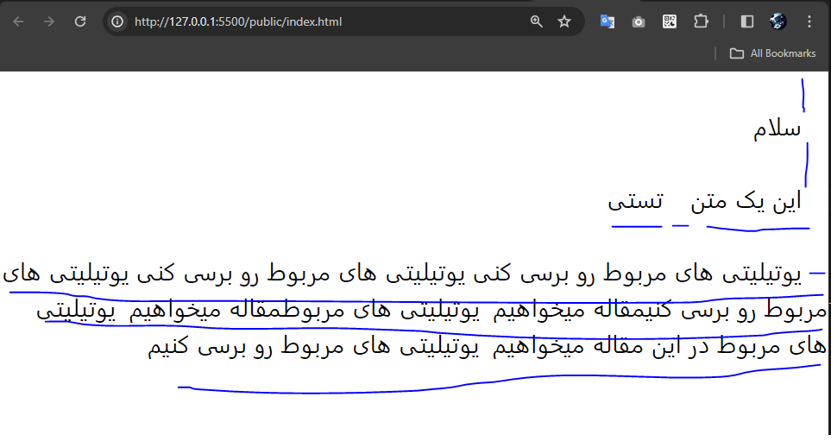 http://127.0.0.1:5500/public/index.html
All Bookmarks
سلام
این یک متن تستی
یوتیلیتی های مربوط رو برسی کنی یوتیلیتی های مربوط رو برسی کنی یوتیلیتی های
مربوط رو برسی کنیمقاله میخواهیم یوتیلیتی های مربوطمقاله میخواهیم یوتیلیتی
های مربوط در این مقاله میخواهیم یوتیلیتی های مربوط رو برسی کنیم